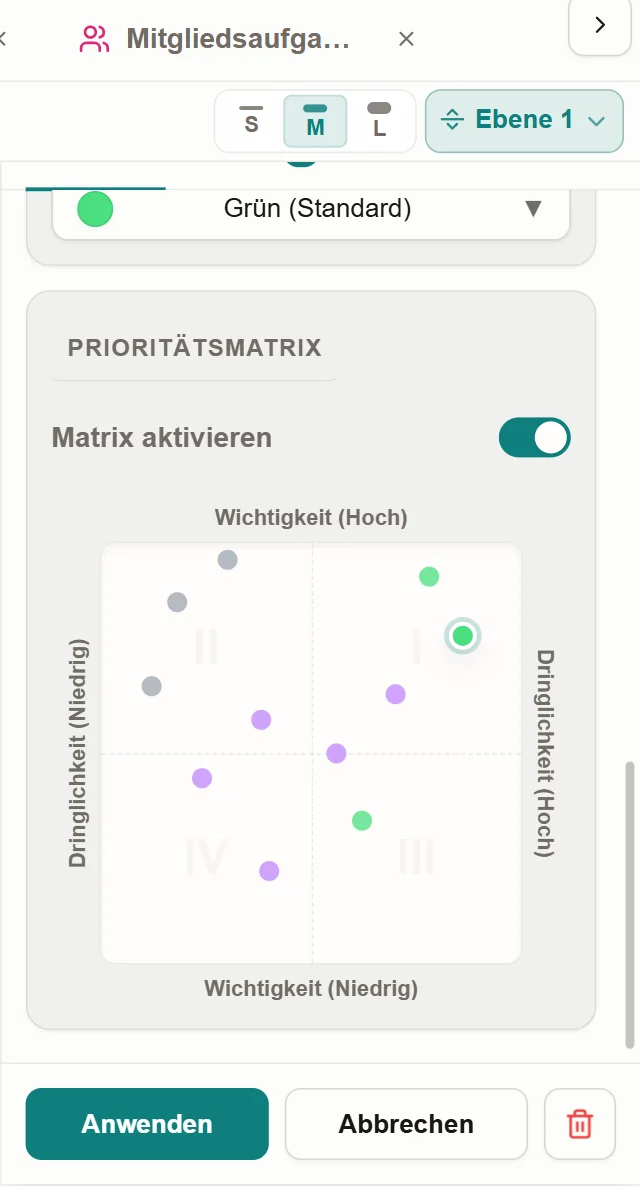 Mitgliedsaufga...
S
M
L
Ebene 1
Grün (Standard)
PRIORITÄTSMATRIX
Matrix aktivieren
Wichtigkeit (Hoch)
II
I
Dringlichkeit (Niedrig)
Dringlichkeit (Hoch)
IV
III
Wichtigkeit (Niedrig)
Anwenden
Abbrechen